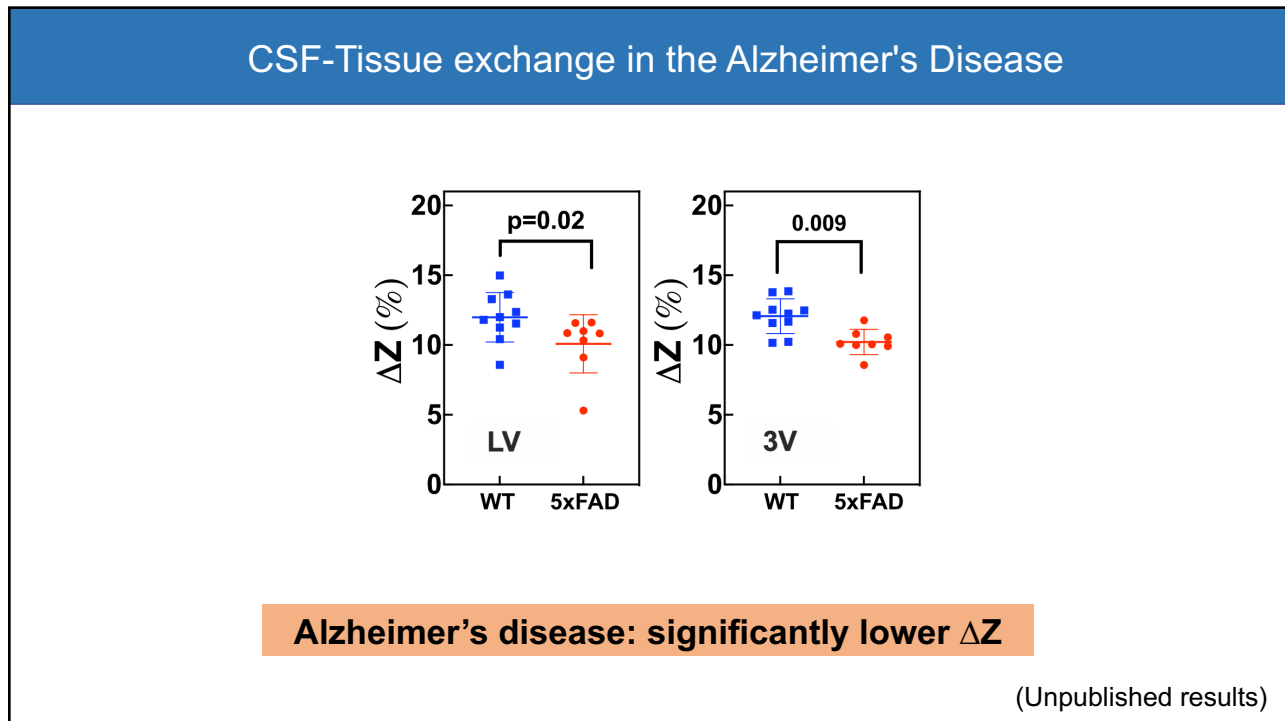 CSF-Tissue exchange in the Alzheimer's Disease
20
15
10
5
0
ΔZ (%)
p=0.02
LV
WT 5xFAD
20
15
10
5
0
ΔZ (%)
0.009
3V
WT 5xFAD
Alzheimer’s disease: significantly lower ΔZ
(Unpublished results)